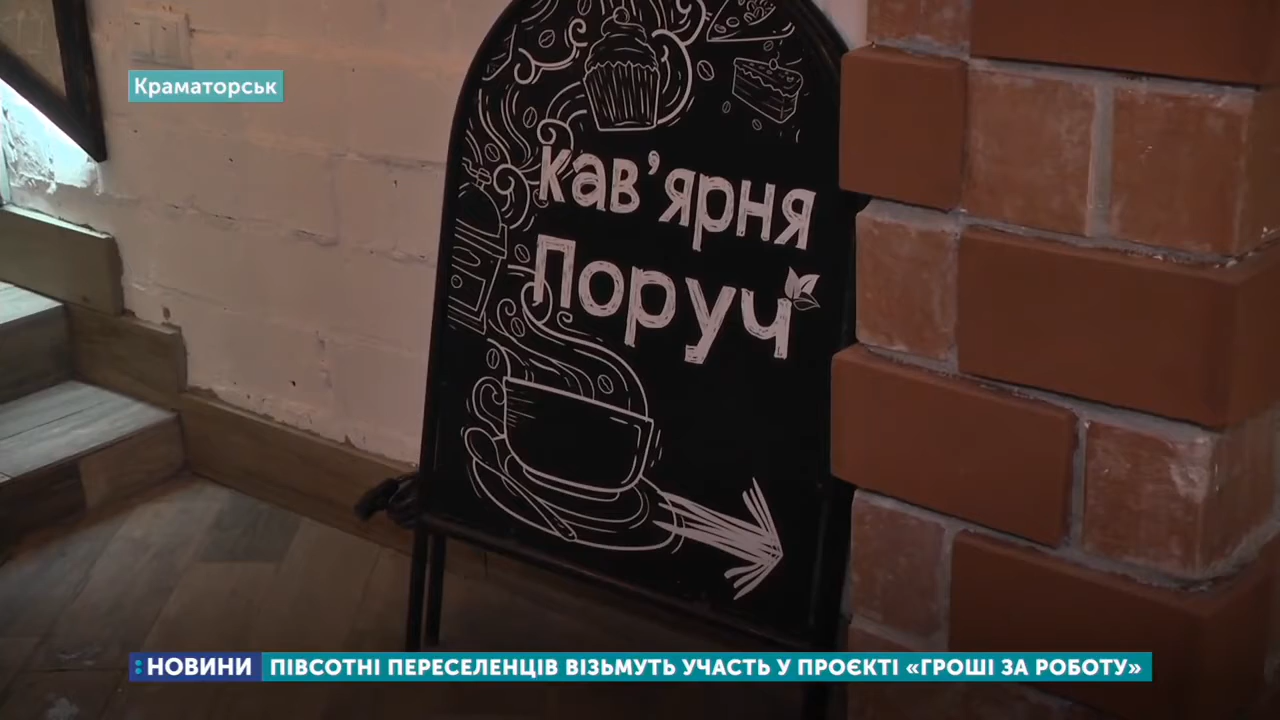 Краматорськ
кав’ярня
Поруч
НОВИНИ ПІВСОТНІ ПЕРЕСЕЛЕНЦІВ ВІЗЬМУТЬ УЧАСТЬ У ПРОЄКТІ «ГРОШІ ЗА РОБОТУ»